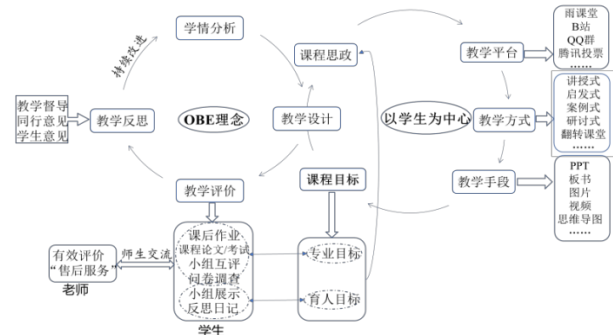 学情分析
持续改进
课程思政
教学平台
雨课堂
B站
QQ群
腾讯投票
……
教学督导
同行意见
学生意见
教学反思
OBE理念
教学设计
以学生为中心
教学方式
讲授式
启发式
案例式
研讨式
翻转课堂
……
教学评价
课程目标
教学手段
PPT
板书
图片
视频
思维导图
……
有效评价
“售后服务”
老师
师生交流
课后作业
课程论文/考试
小组互评
问卷调查
小组展示
反思日记
学生
专业目标
育人目标